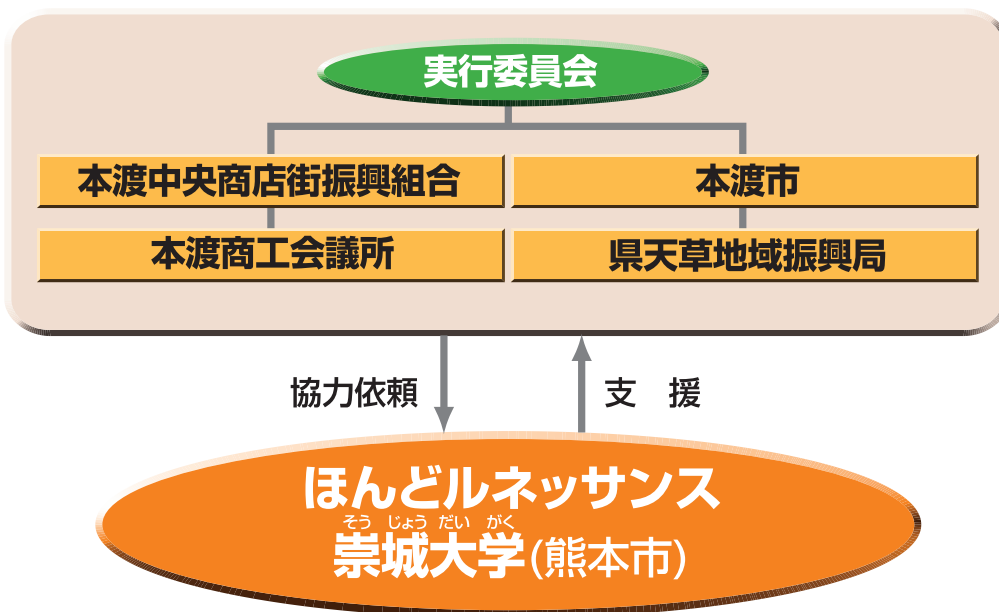 実行委員会
本渡中央商店街振興組合
本渡市
本渡商工会議所
県天草地域振興局
協力依頼
支　援
ほんどルネッサンス
そうじょうだいがく
崇城大学(熊本市)